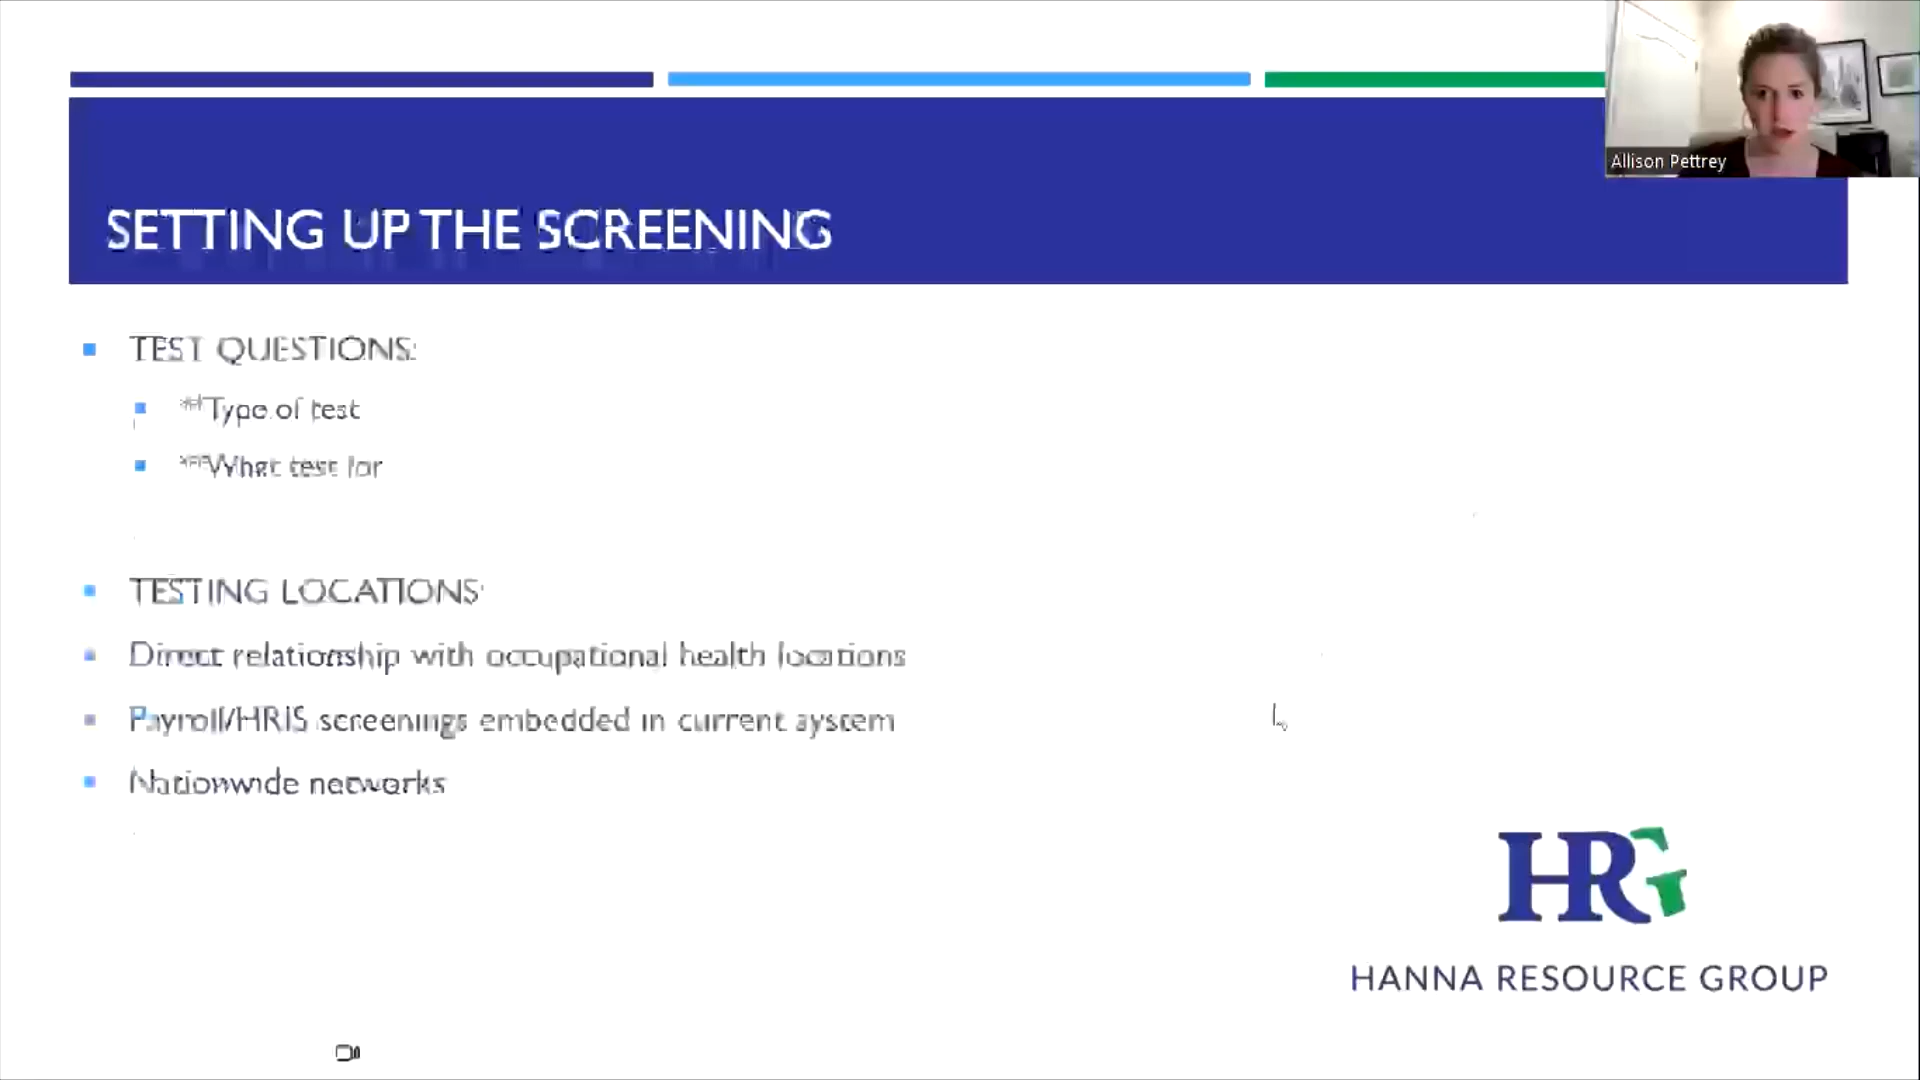 Allison Pettrey
SETTING UP THE SCREENING
TEST QUESTIONS:
**Type of test
***What test for
TESTING LOCATIONS:
Direct relationship with occupational health locations
Payroll/HRIS screenings embedded in current system
Nationwide networks
HRG
HANNA RESOURCE GROUP